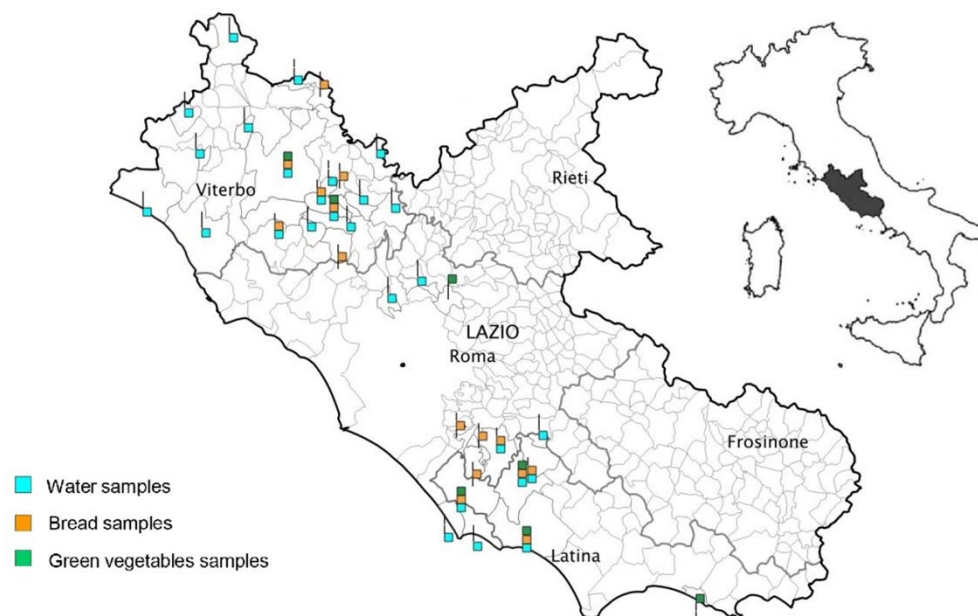 Viterbo
Rieti
LAZIO
Roma
Frosinone
Latina
Water samples
Bread samples
Green vegetables samples